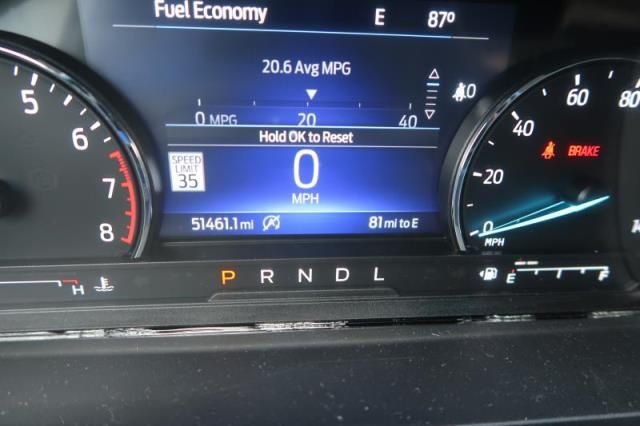 Fuel Economy E 87°
20.6 Avg MPG
0 MPG 20 40
Hold OK to Reset
SPEED
LIMIT
35
0
MPH
51461.1 mi 81 mi to E
5
6
7
8
H
P R N D L
0
20
40
60
80
MPH
BRAKE
E F